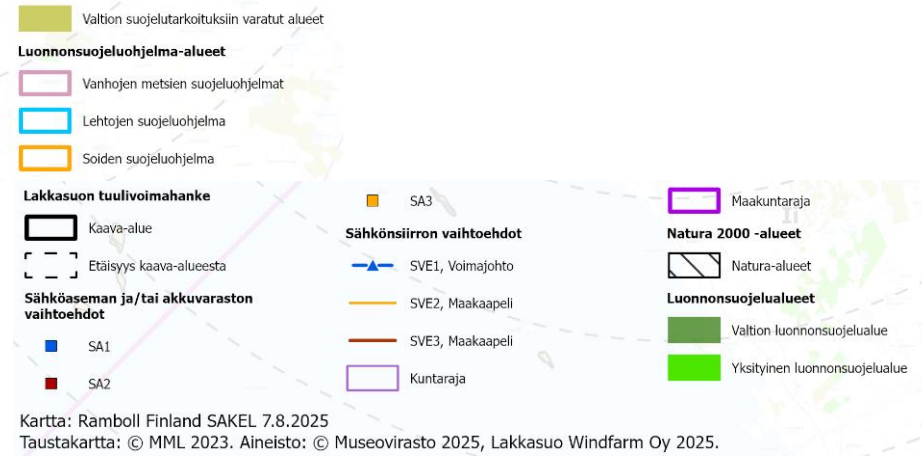 Valtion suojelutarkoituksiin varatut alueet
Luonnonsuojeluohjelma-alueet
Vanhojen metsien suojeluohjelmat
Lehtojen suojeluohjelma
Soiden suojeluohjelma
Lakkasuon tuulivoimahanke
Kaava-alue
Etäisyys kaava-alueesta
Sähköaseman ja/tai akkuvaraston
vaihtoehdot
SA1
SA2
SA3
Sähkönsiirron vaihtoehdot
SVE1, Voimajohto
SVE2, Maakaapeli
SVE3, Maakaapeli
Kuntaraja
Maakuntaraja
Natura 2000 -alueet
Natura-alueet
Luonnonsuojelualueet
Valtion luonnonsuojelualue
Yksityinen luonnonsuojelualue
Kartta: Ramboll Finland SAKEL 7.8.2025
Taustakartta: © MML 2023. Aineisto: © Museovirasto 2025, Lakkasuo Windfarm Oy 2025.